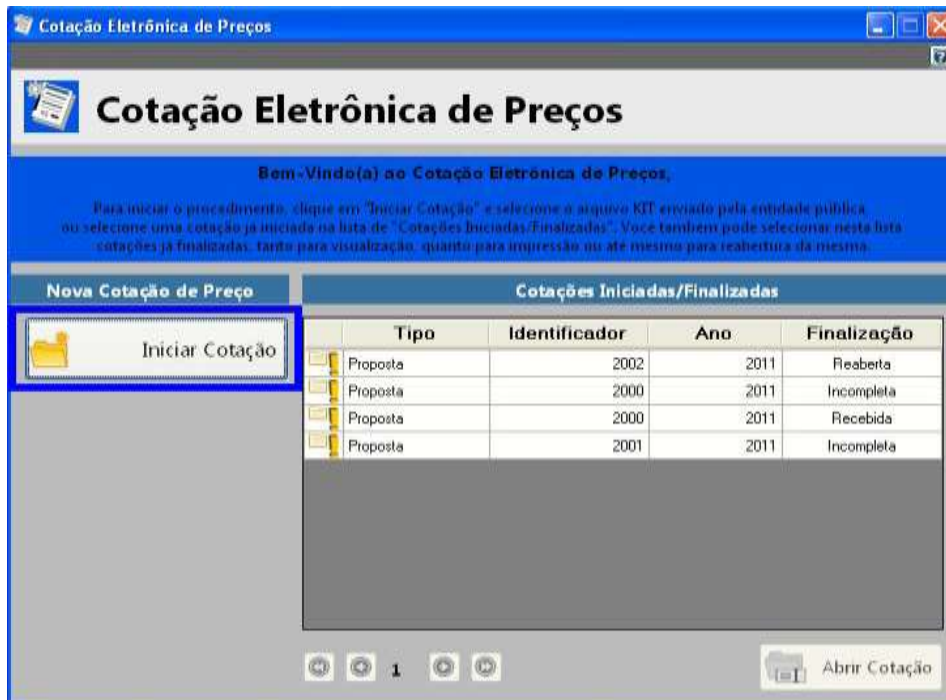 Cotação Eletrônica de Preços
Cotação Eletrônica de Preços
Bem-Vindo(a) ao Cotação Eletrônica de Preços,
Para iniciar o procedimento, clique em "Iniciar Cotação" e selecione o arquivo KIT enviado pela entidade pública
ou selecione uma cotação já iniciada na lista de "Cotações Iniciadas/Finalizadas". Você também pode selecionar nesta lista
cotações já finalizadas, tanto para visualização, quanto para impressão ou até mesmo para reabertura da mesma.
Nova Cotação de Preço
Cotações Iniciadas/Finalizadas
Iniciar Cotação
Tipo Identificador Ano Finalização
Proposta 2002 2011 Reaberta
Proposta 2000 2011 Incompleta
Proposta 2000 2011 Recebida
Proposta 2001 2011 Incompleta
1
Abrir Cotação